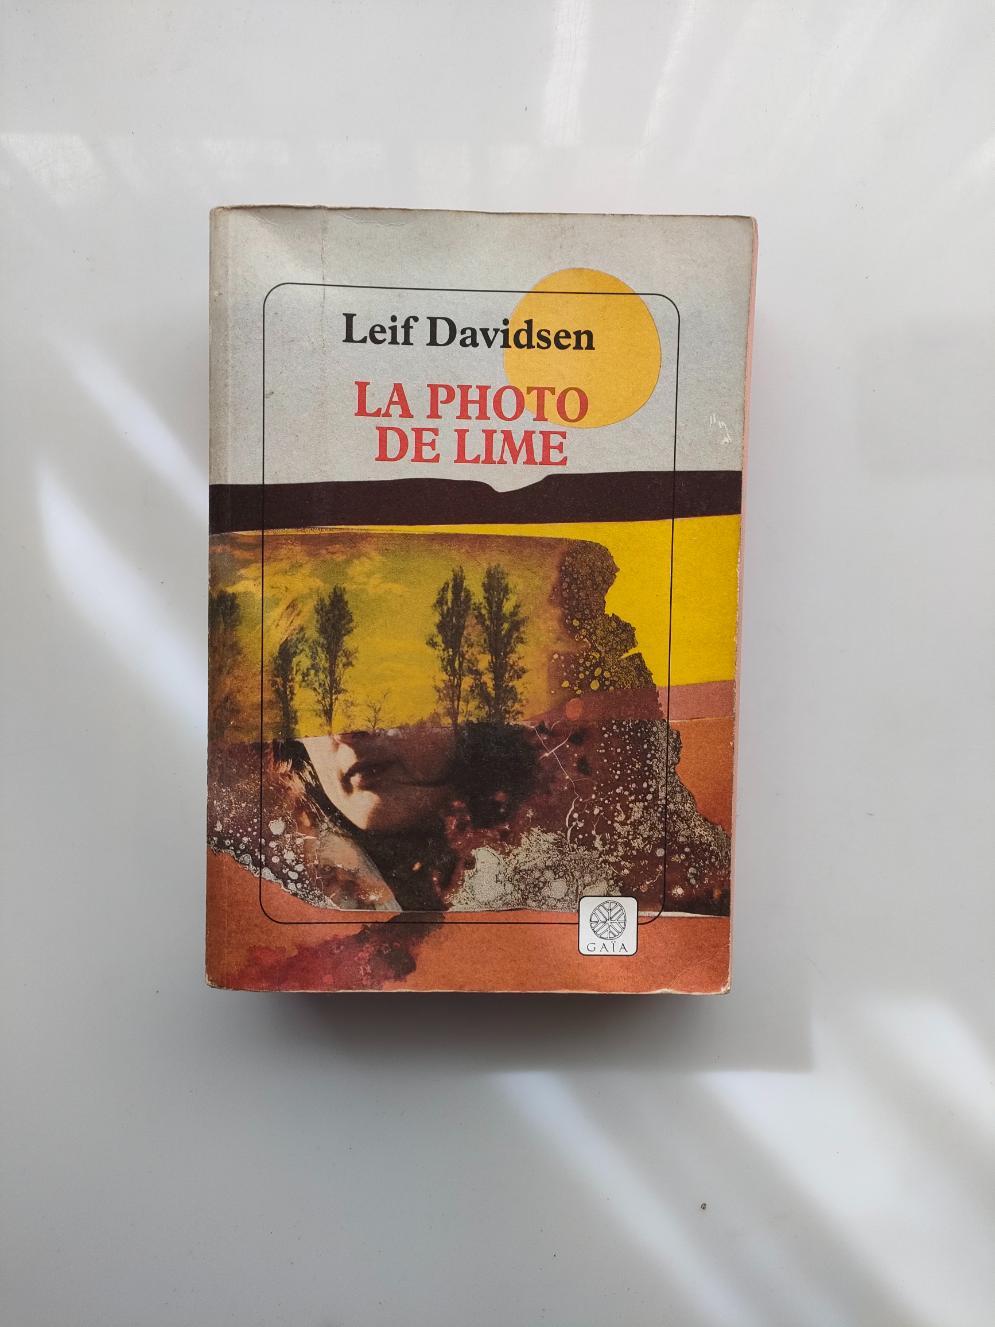 Leif Davidsen
LA PHOTO
DE LIME
GAÏA